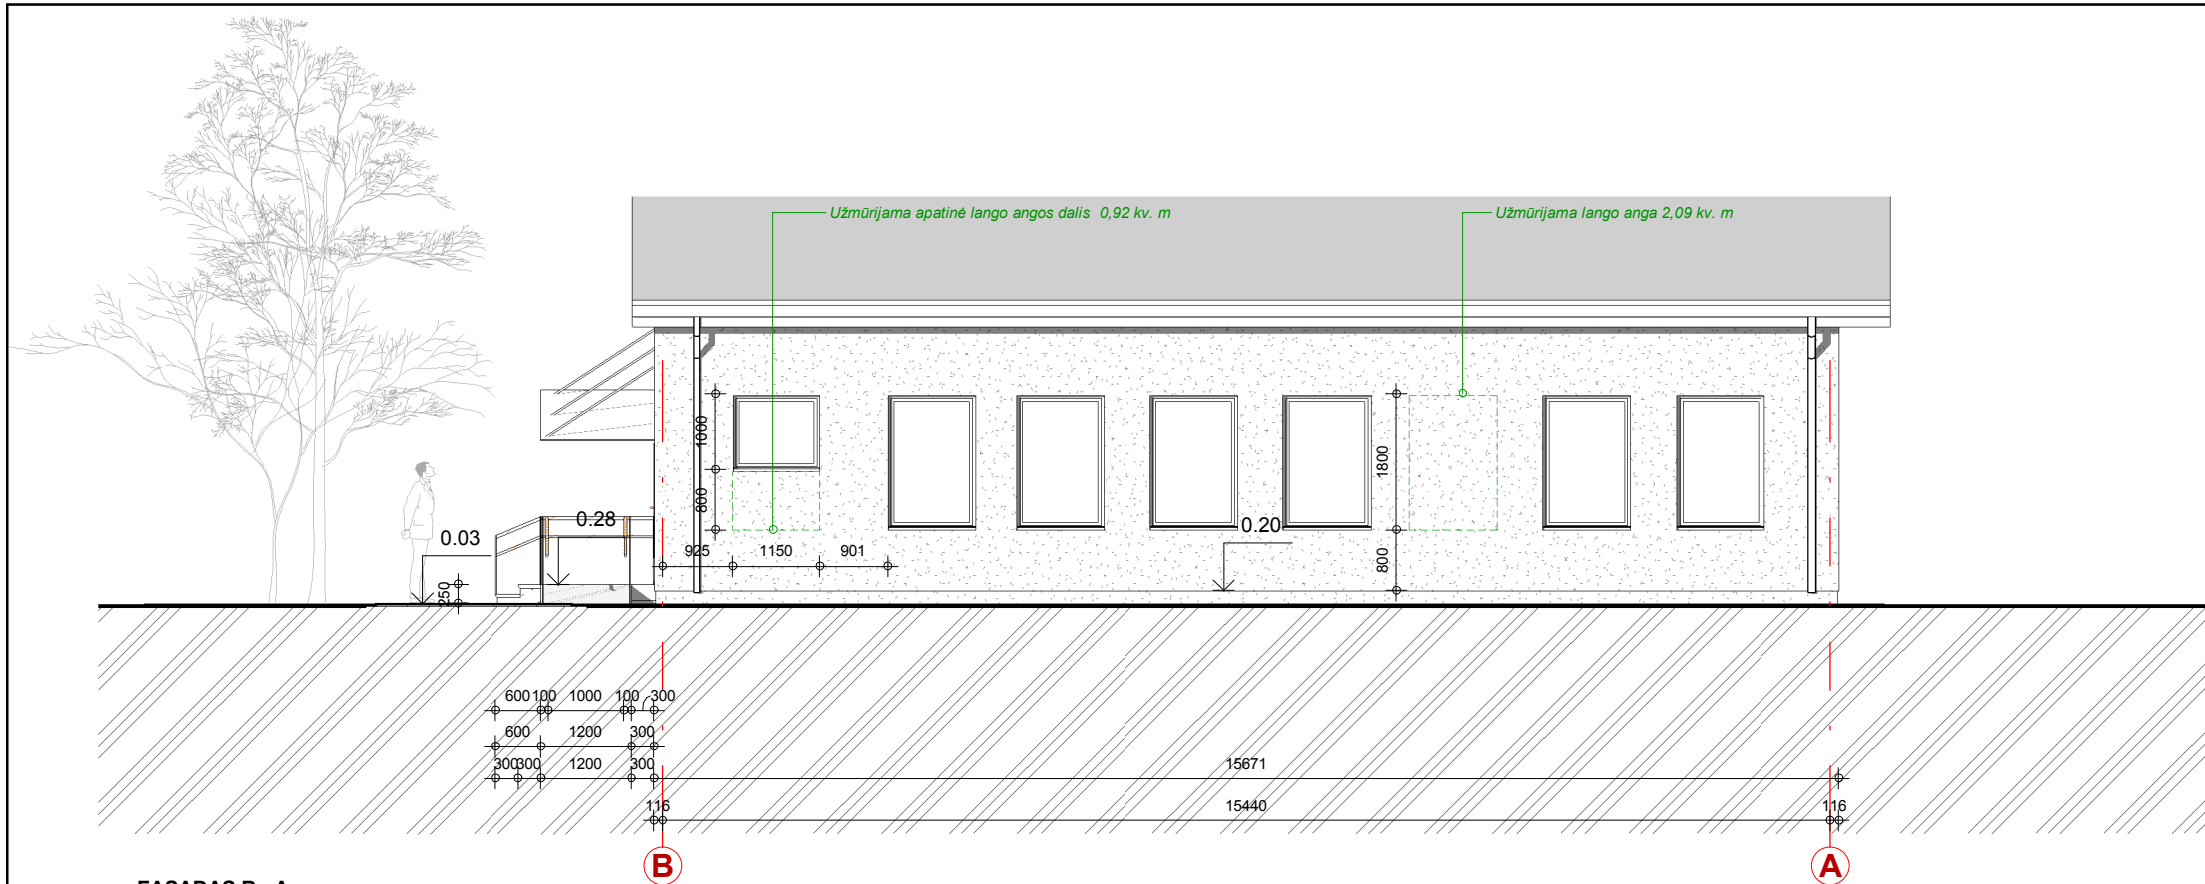 Užmūrijama apatinė lango angos dalis 0,92 kv. m
Užmūrijama lango anga 2,09 kv. m
1000
800
1800
800
0.03
0.28
0.20
250
925 1150 901
600 100 1000 100 300
600 1200 300
300 300 1200 300 15671
116 15440 116
B
A
FASADAS B - A